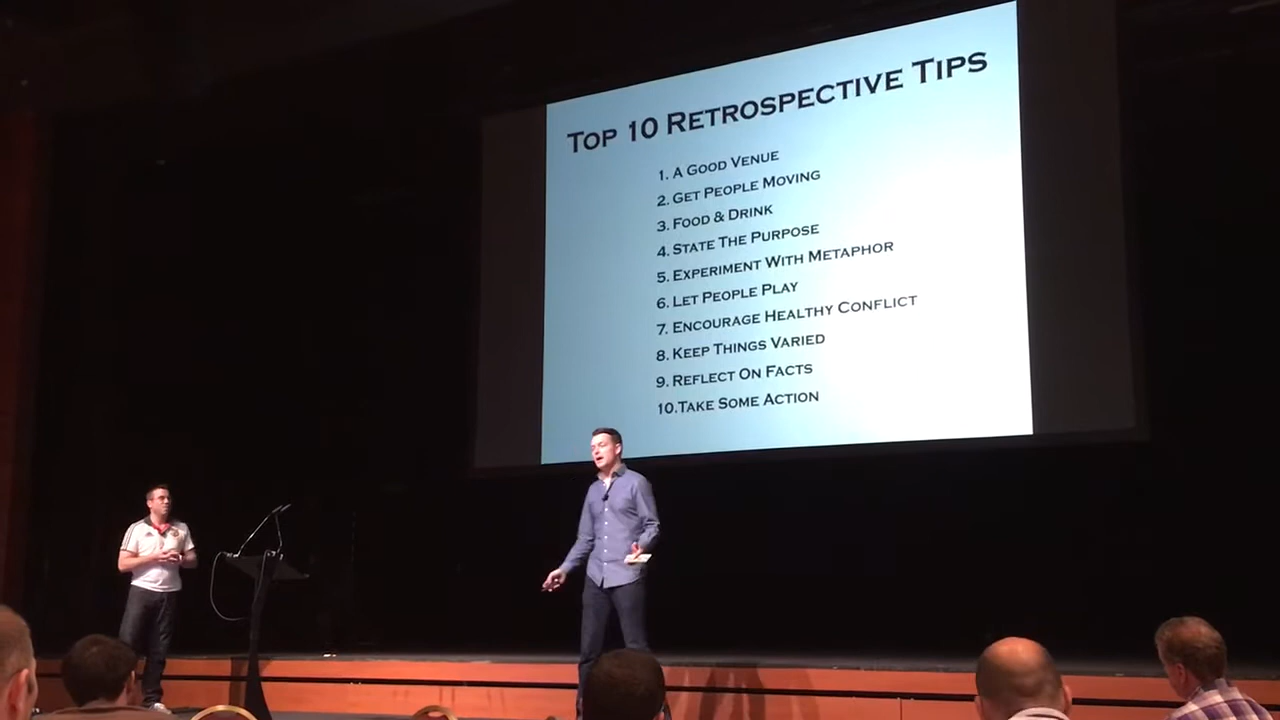 Top 10 Retrospective Tips
1. A Good Venue
2. Get People Moving
3. Food & Drink
4. State The Purpose
5. Experiment With Metaphor
6. Let People Play
7. Encourage Healthy Conflict
8. Keep Things Varied
9. Reflect On Facts
10.Take Some Action